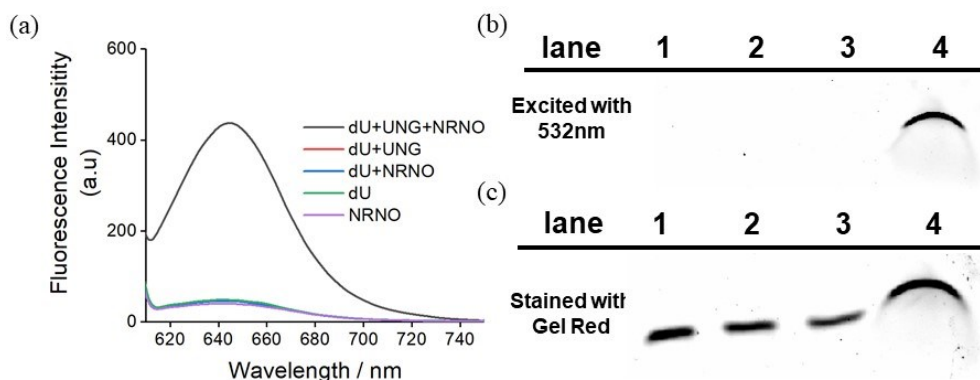 (a)
600
400
200
0
Fluorescence Intensitity
(a.u)
dU+UNG+NRNO
dU+UNG
dU+NRNO
dU
NRNO
620 640 660 680 700 720 740
Wavelength / nm
(b)
lane 1 2 3 4
Excited with
532nm
(c)
lane 1 2 3 4
Stained with
Gel Red